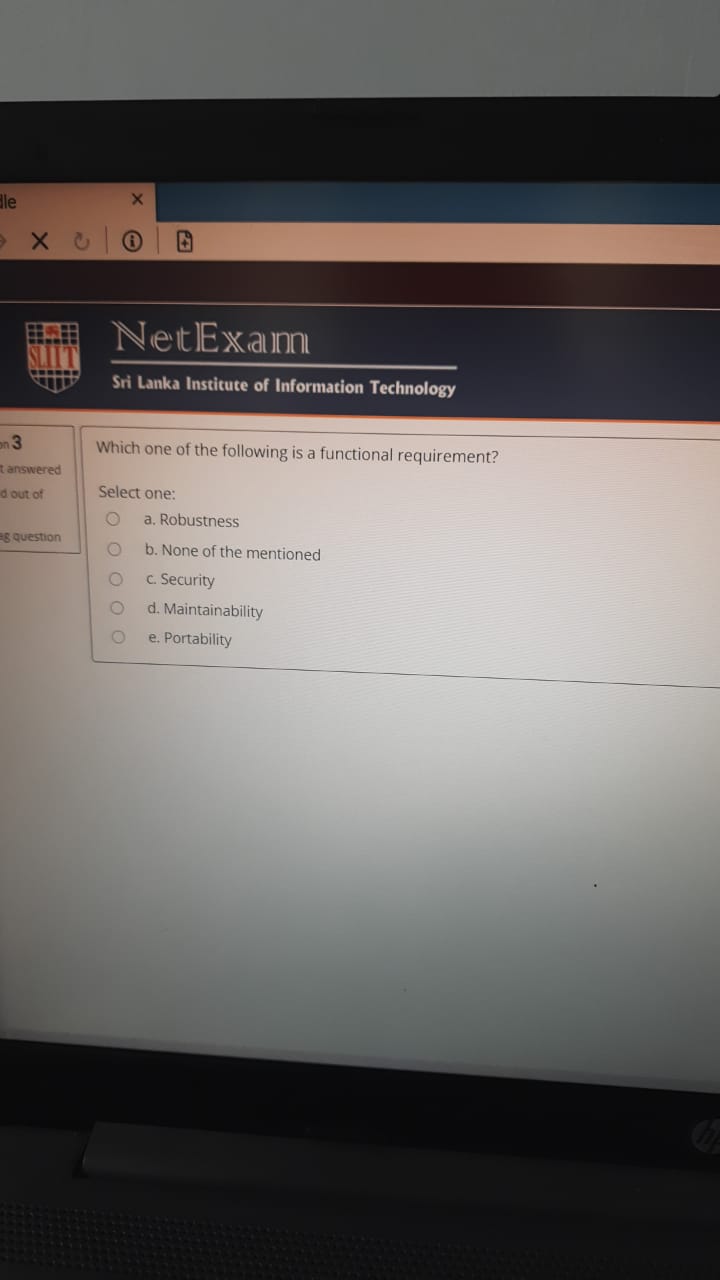 NetExam
SLIIT
Sri Lanka Institute of Information Technology
3
answered
out of
question
Which one of the following is a functional requirement?
Select one:
a. Robustness
b. None of the mentioned
c. Security
d. Maintainability
e. Portability
hp